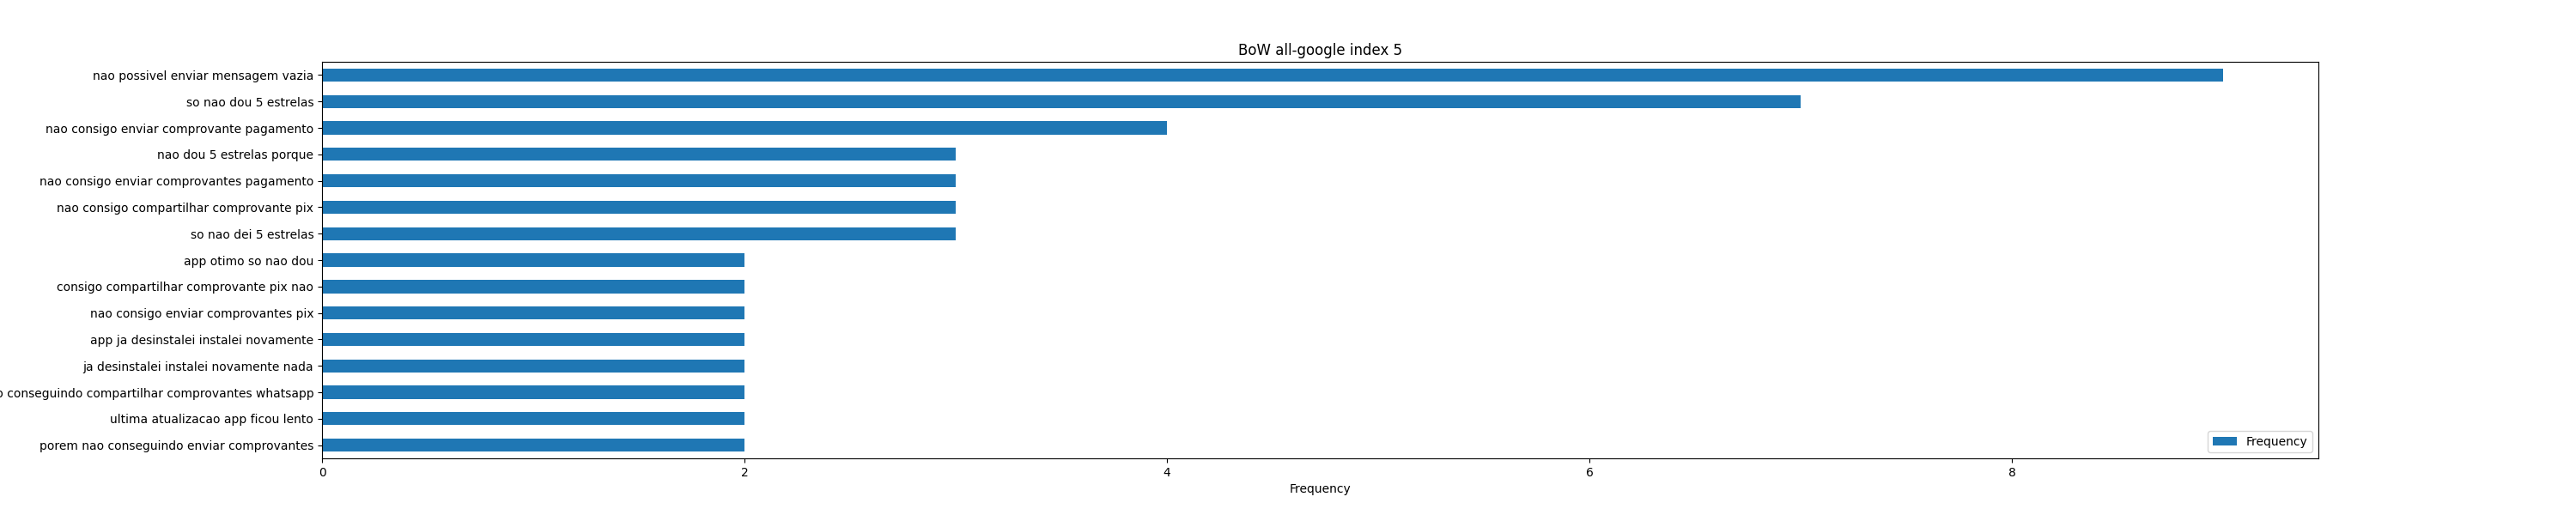 BoW all-google index 5
nao possivel enviar mensagem vazia
so nao dou 5 estrelas
nao consigo enviar comprovante pagamento
nao dou 5 estrelas porque
nao consigo enviar comprovantes pagamento
nao consigo compartilhar comprovante pix
so nao dei 5 estrelas
app otimo so nao dou
consigo compartilhar comprovante pix nao
nao consigo enviar comprovantes pix
app ja desinstalei instalei novamente
ja desinstalei instalei novamente nada
conseguindo compartilhar comprovantes whatsapp
ultima atualizacao app ficou lento
porem nao conseguindo enviar comprovantes
Frequency
0 2 4 6 8
Frequency